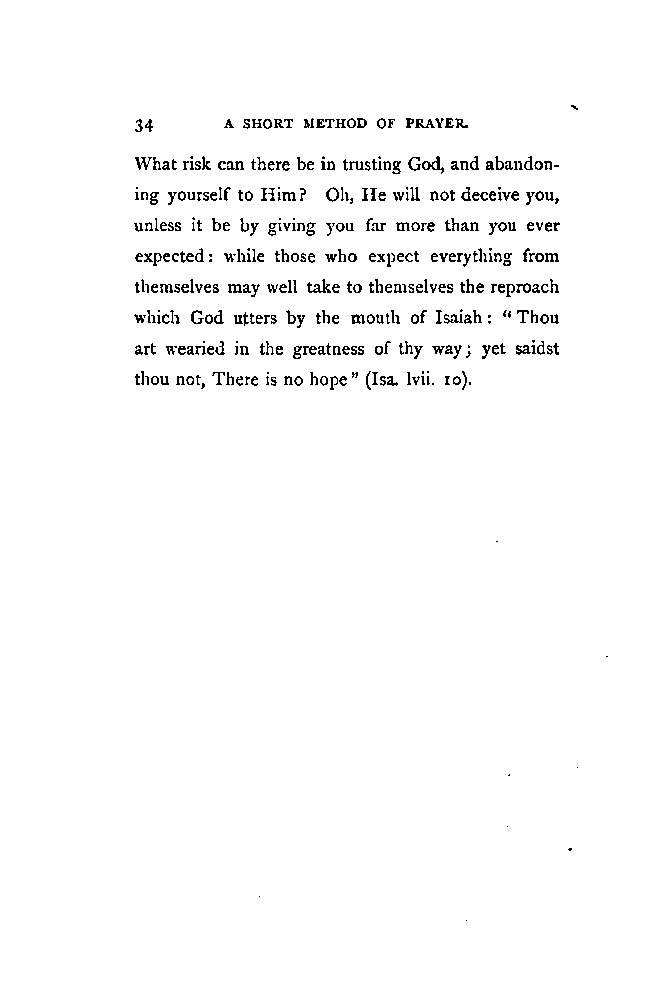 34 A SHORT METHOD OF PRAYER.
What risk can there be in trusting God, and abandon-
ing yourself to Him? Oh, He will not deceive you,
unless it be by giving you far more than you ever
expected: while those who expect everything from
themselves may well take to themselves the reproach
which God utters by the mouth of Isaiah: “Thou
art wearied in the greatness of thy way; yet saidst
thou not, There is no hope” (Isa. lvii. 10).